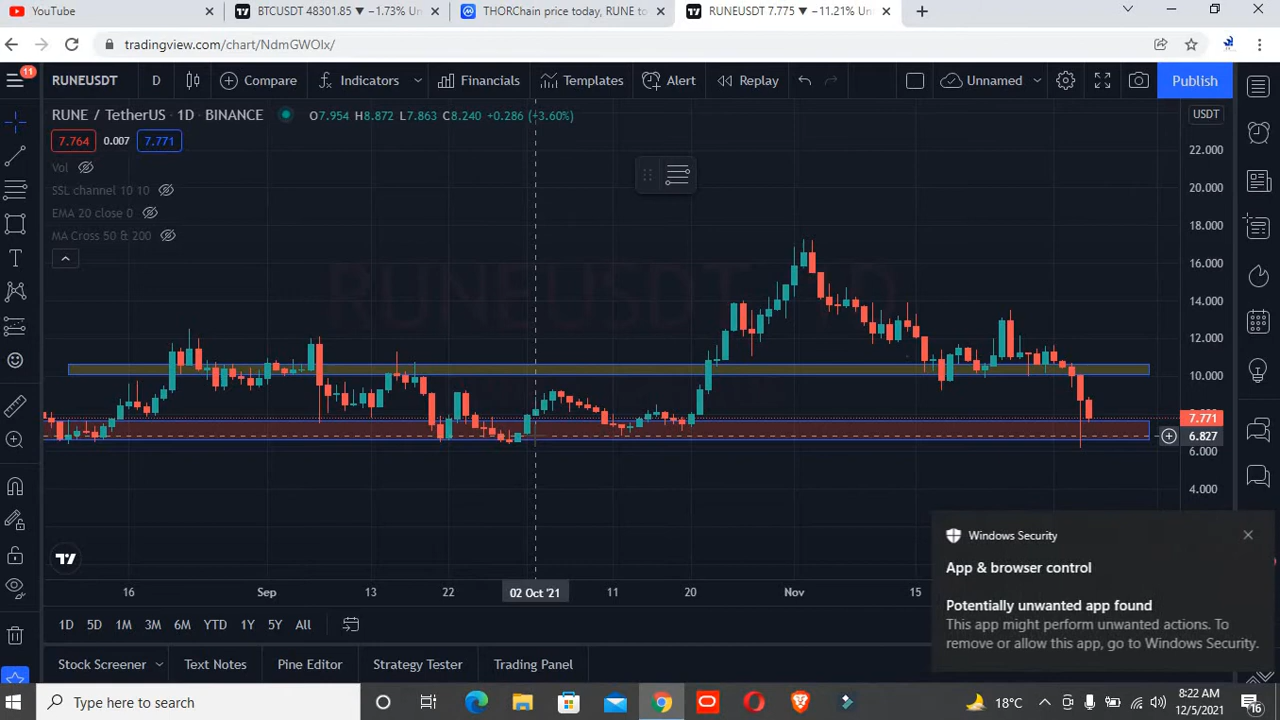 YouTube
BTCUSDT 48301.85 ▼ −1.73% Un
THORChain price today, RUNE to
RUNEUSDT 7.775 ▼ −11.21% Unn
tradingview.com/chart/NdmGWOIx/
11
RUNEUSDT
D
Compare
Indicators
Financials
Templates
Alert
Replay
Unnamed
Publish
RUNE / TetherUS · 1D · BINANCE
O7.954 H8.872 L7.863 C8.240 +0.286 (+3.60%)
USDT
7.764 0.007 7.771
Vol
SSL channel 10 10
EMA 20 close 0
MA Cross 50 & 200
RUNEUSDT, 1D
22.000
20.000
18.000
16.000
14.000
12.000
10.000
7.771
6.827
6.000
4.000
16
Sep
13
22
02 Oct '21
11
20
Nov
15
1D 5D 1M 3M 6M YTD 1Y 5Y All
Stock Screener
Text Notes
Pine Editor
Strategy Tester
Trading Panel
Windows Security
App & browser control
Potentially unwanted app found
This app might perform unwanted actions. To
remove or allow this app, go to Windows Security.
Type here to search
18°C
8:22 AM
12/5/2021
16